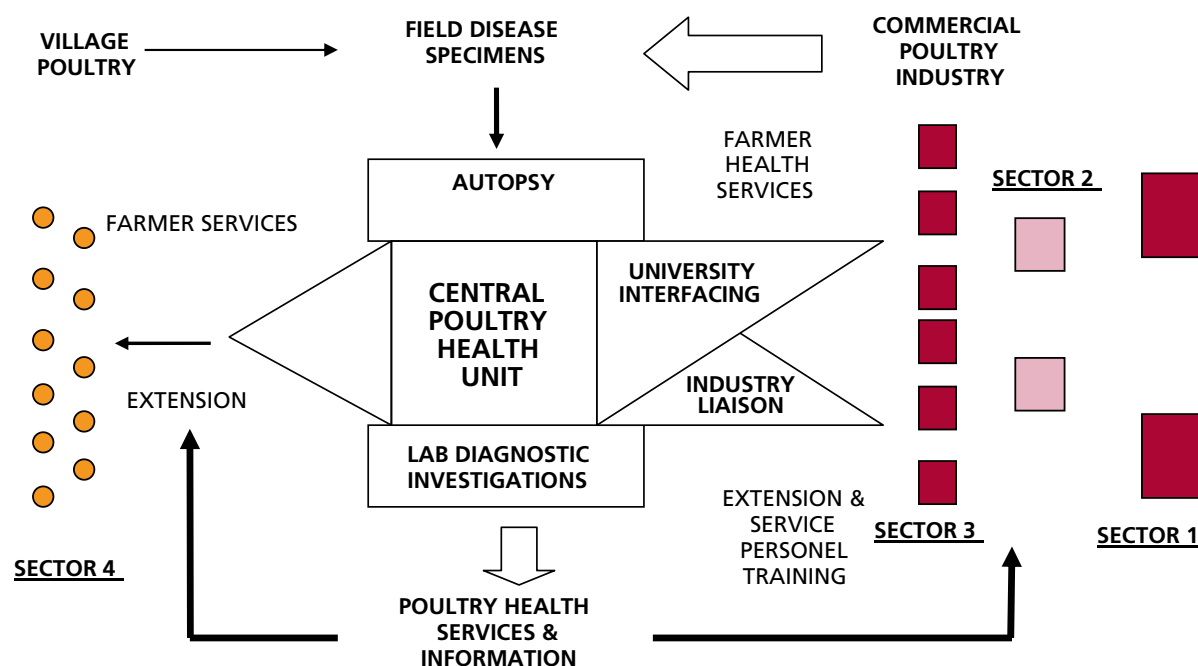 VILLAGE
POULTRY
FIELD DISEASE
SPECIMENS
COMMERCIAL
POULTRY
INDUSTRY
FARMER
HEALTH
SERVICES
AUTOPSY
SECTOR 2
FARMER SERVICES
UNIVERSITY
INTERFACING
CENTRAL
POULTRY
HEALTH
UNIT
INDUSTRY
LIAISON
EXTENSION
LAB DIAGNOSTIC
INVESTIGATIONS
EXTENSION &
SERVICE
PERSONEL
TRAINING
SECTOR 3
SECTOR 1
SECTOR 4
POULTRY HEALTH
SERVICES &
INFORMATION